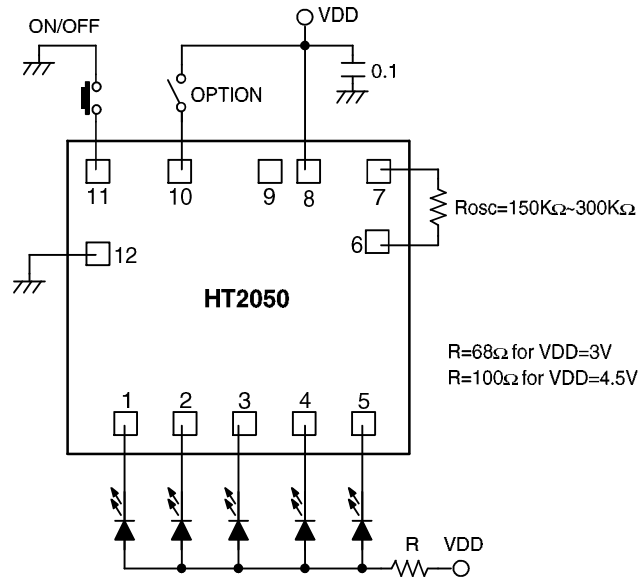 ON/OFF
VDD
OPTION
0.1
11
10
9
8
7
Rosc=150KΩ~300KΩ
6
12
HT2050
R=68Ω for VDD=3V
R=100Ω for VDD=4.5V
1
2
3
4
5
R
VDD